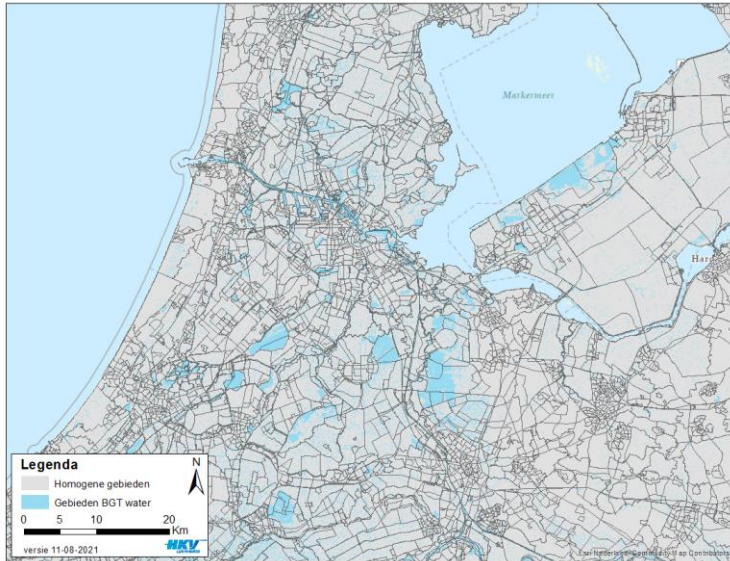 Markermeer
Legenda
N
Homogene gebieden
Gebieden BGT water
0 5 10 20
Km
versie 11-08-2021
HKV
Esri Nederland, Community Map Contributors